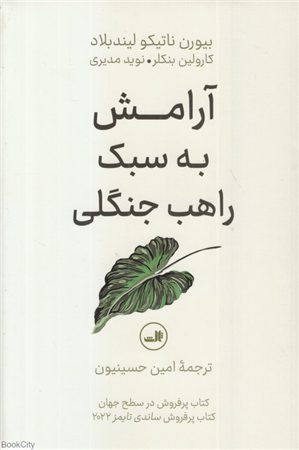 بیورن ناتیکو لیندبلاد
کارولین بنکلر • نوید مدیری
آرامش
به سبک
راهب جنگلی
ثالث
ترجمهٔ امین حسینیون
کتاب پرفروش در سطح جهان
کتاب پرفروش ساندی تایمز ۲۰۲۲
BookCity